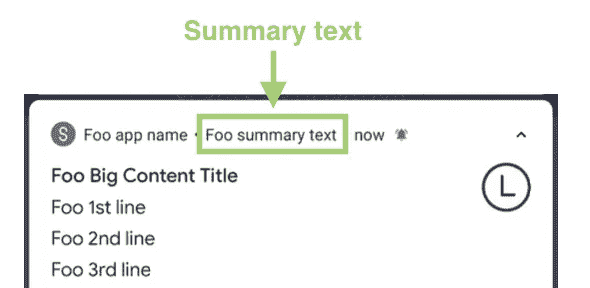 Summary text
S Foo app name • Foo summary text now
Foo Big Content Title
L
Foo 1st line
Foo 2nd line
Foo 3rd line